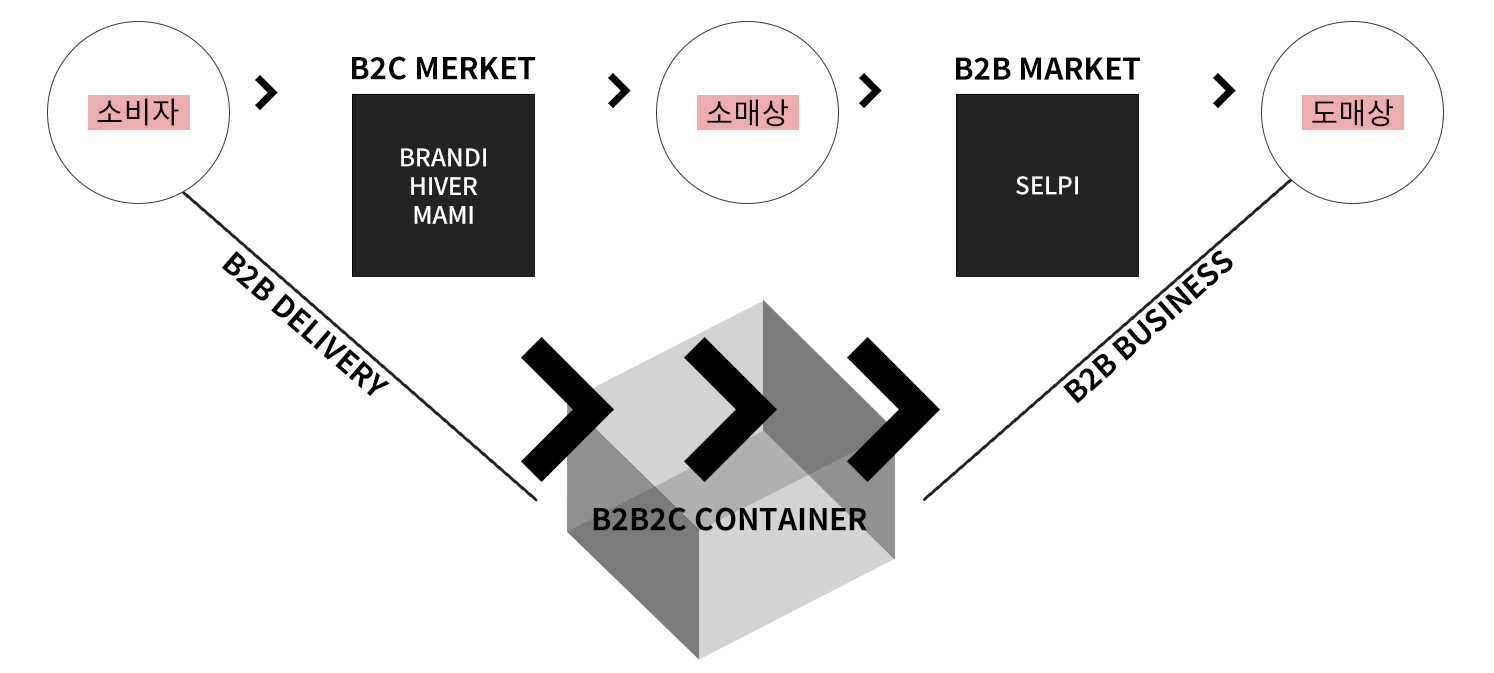 소비자
B2C MERKET
BRANDI
HIVER
MAMI
소매상
B2B MARKET
SELPI
도매상
B2B DELIVERY
B2B BUSINESS
B2B2C CONTAINER